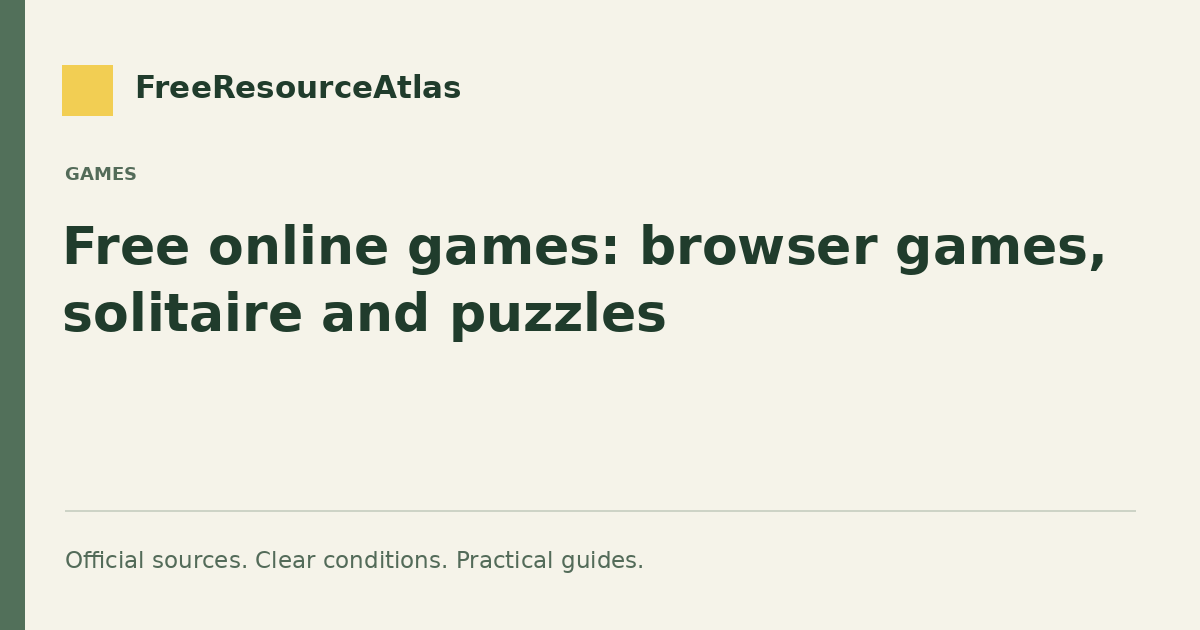 FreeResourceAtlas
GAMES
Free online games: browser games,
solitaire and puzzles
Official sources. Clear conditions. Practical guides.